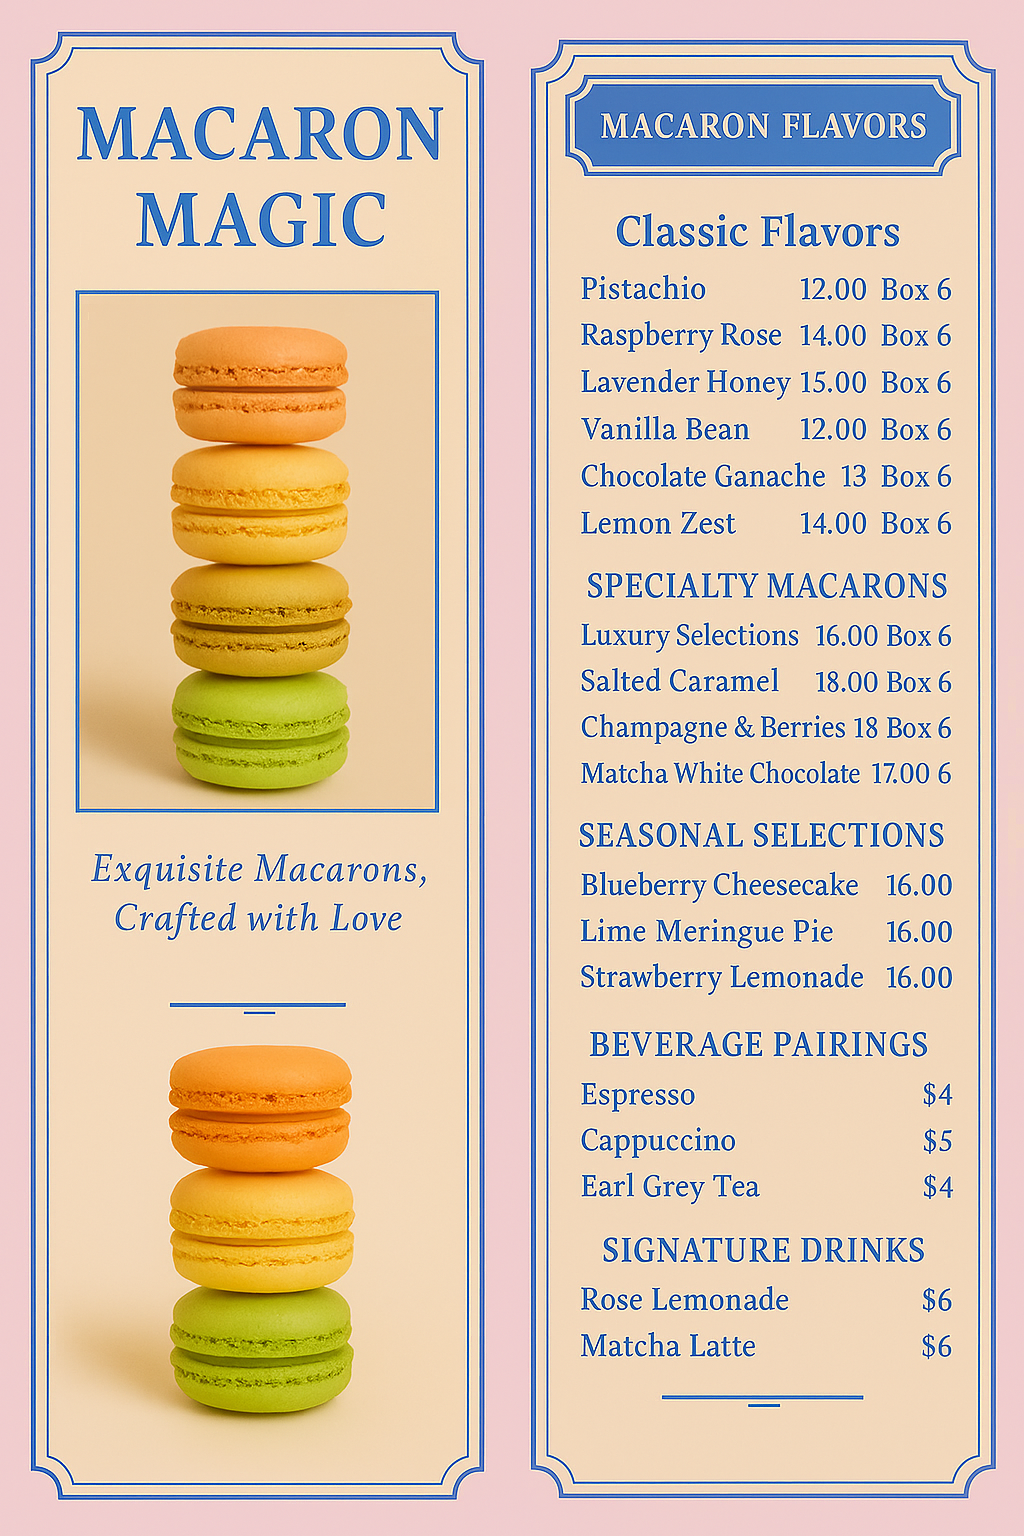 MACARON
MAGIC
Exquisite Macarons,
Crafted with Love
MACARON FLAVORS
Classic Flavors
Pistachio 12.00 Box 6
Raspberry Rose 14.00 Box 6
Lavender Honey 15.00 Box 6
Vanilla Bean 12.00 Box 6
Chocolate Ganache 13 Box 6
Lemon Zest 14.00 Box 6
SPECIALTY MACARONS
Luxury Selections 16.00 Box 6
Salted Caramel 18.00 Box 6
Champagne & Berries 18 Box 6
Matcha White Chocolate 17.00 6
SEASONAL SELECTIONS
Blueberry Cheesecake 16.00
Lime Meringue Pie 16.00
Strawberry Lemonade 16.00
BEVERAGE PAIRINGS
Espresso $4
Cappuccino $5
Earl Grey Tea $4
SIGNATURE DRINKS
Rose Lemonade $6
Matcha Latte $6